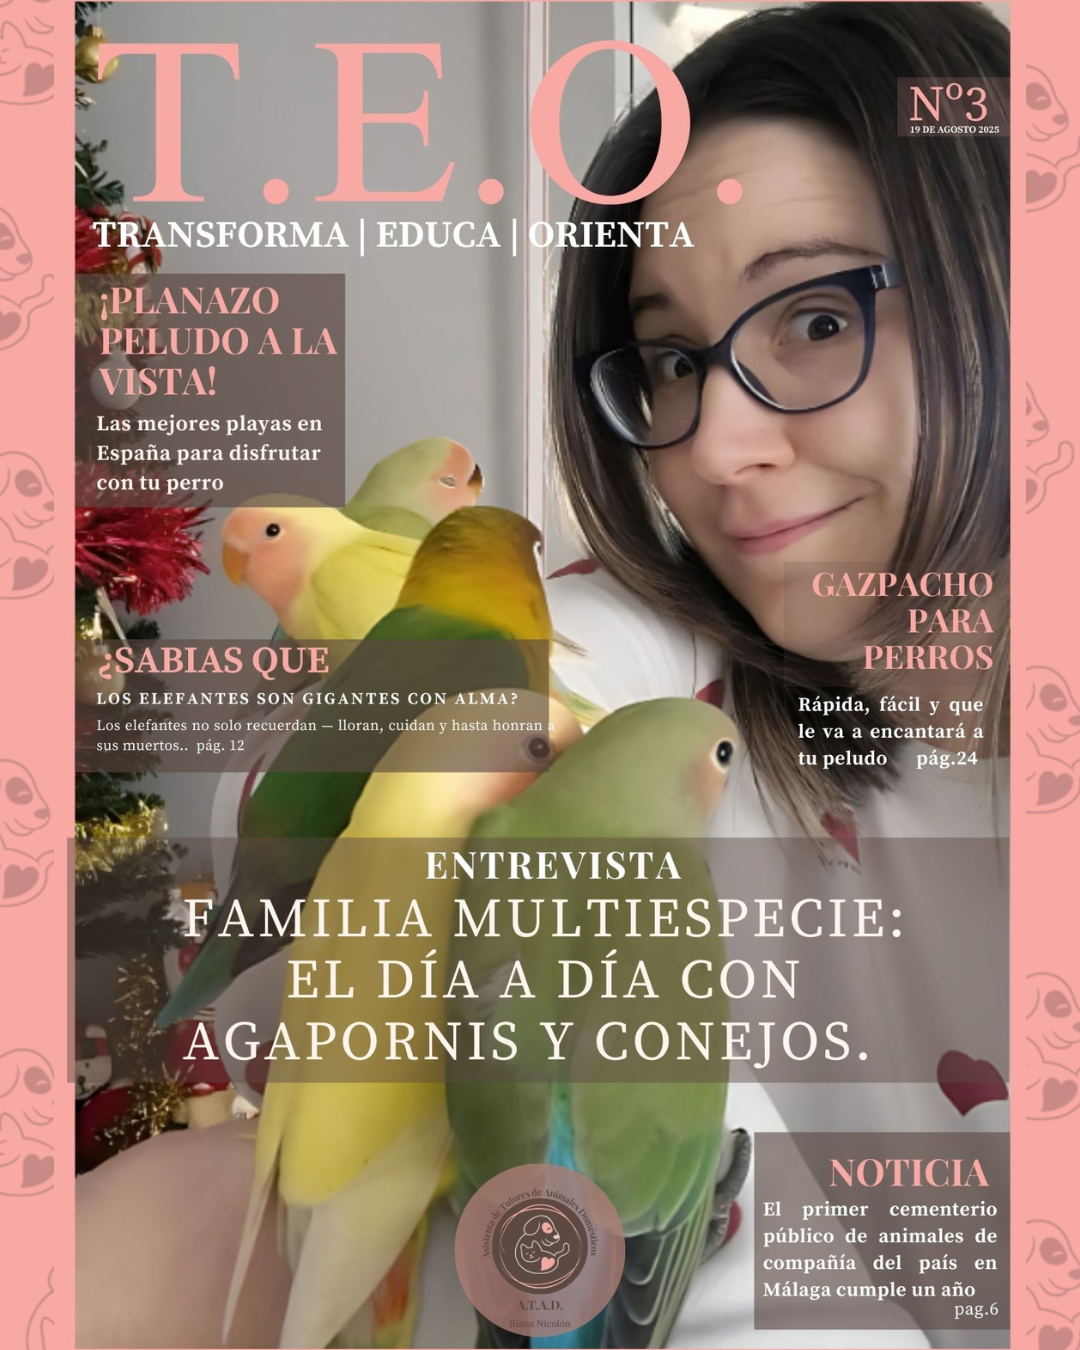 T.E.O.
Nº3
19 DE AGOSTO 2025
TRANSFORMA | EDUCA | ORIENTA
¡PLANAZO
PELUDO A LA
VISTA!
Las mejores playas en
España para disfrutar
con tu perro
GAZPACHO
PARA
PERROS
Rápida, fácil y que
le va a encantará a
tu peludo pág.24
¿SABIAS QUE
LOS ELEFANTES SON GIGANTES CON ALMA?
Los elefantes no solo recuerdan — lloran, cuidan y hasta honran a
sus muertos.. pág. 12
ENTREVISTA
FAMILIA MULTIESPECIE:
EL DÍA A DÍA CON
AGAPORNIS Y CONEJOS.
NOTICIA
El primer cementerio
público de animales de
compañía del país en
Málaga cumple un año
pag.6
Asistenta de Tutores de Animales Domésticos
A.T.A.D.
Iliana Nicolón